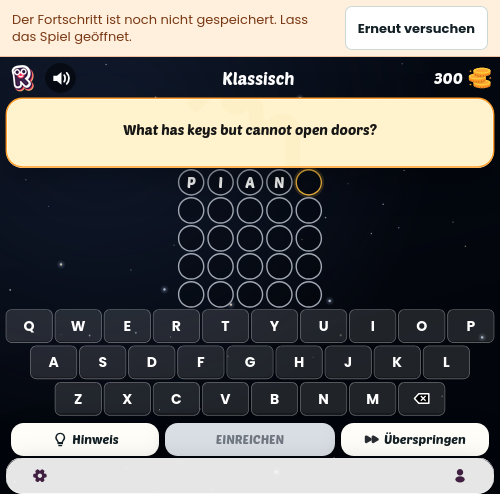 Der Fortschritt ist noch nicht gespeichert. Lass
das Spiel geöffnet.
Erneut versuchen
Klassisch
300
What has keys but cannot open doors?
P I A N
Q W E R T Y U I O P
A S D F G H J K L
Z X C V B N M
Hinweis
EINREICHEN
Überspringen